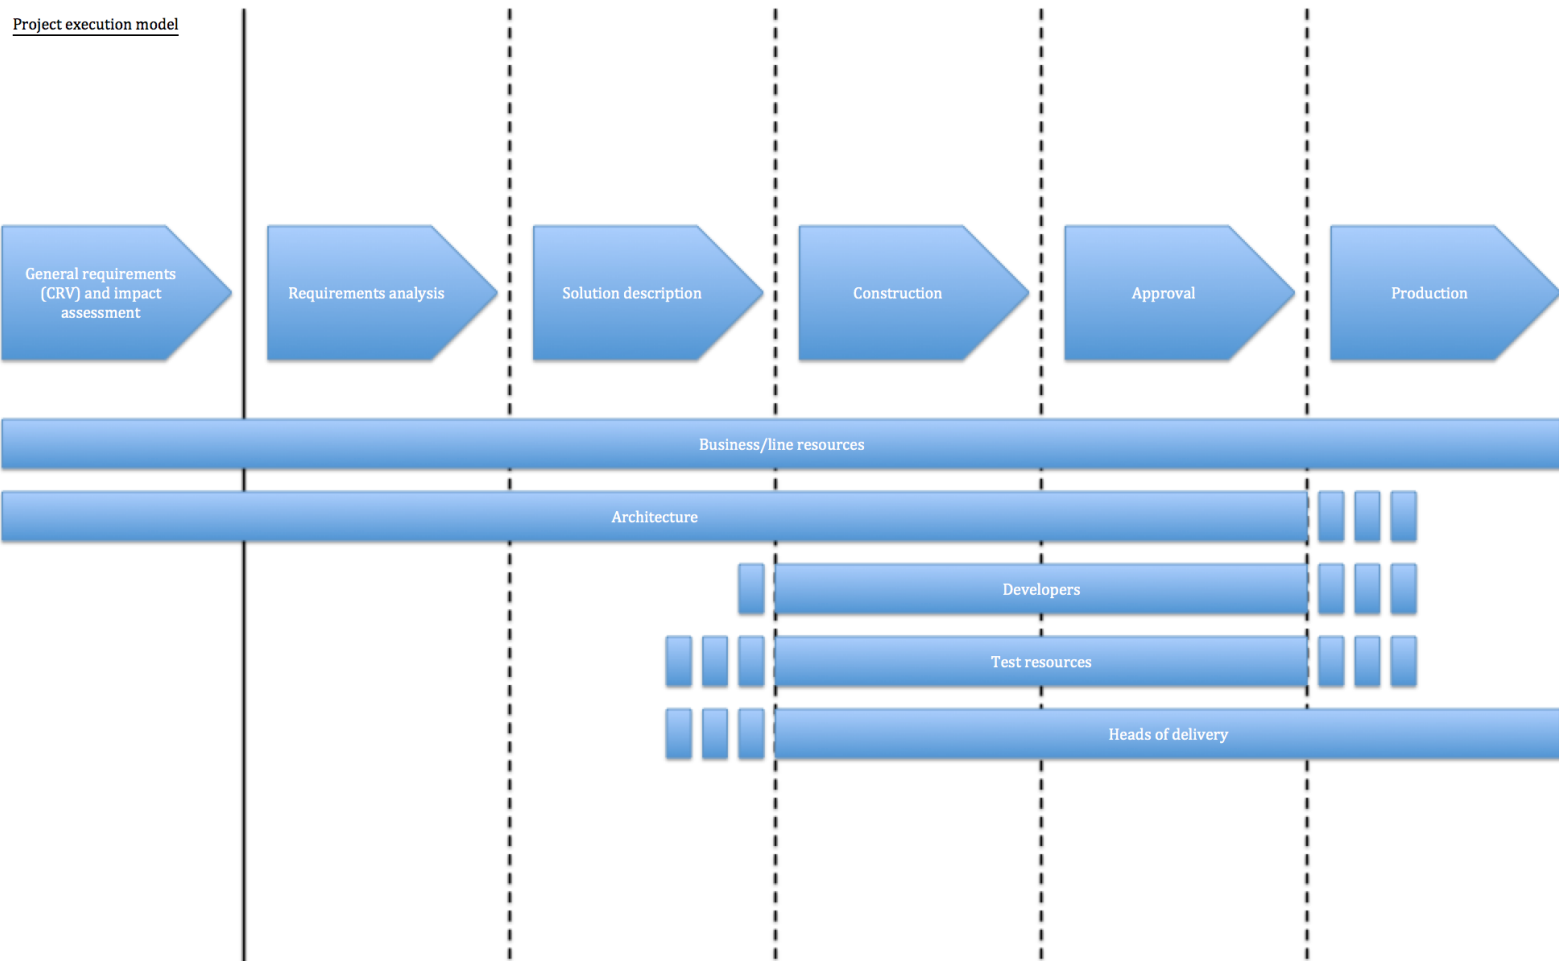 Project execution model
General requirements
(CRV) and impact
assessment
Requirements analysis
Solution description
Construction
Approval
Production
Business/line resources
Architecture
Developers
Test resources
Heads of delivery